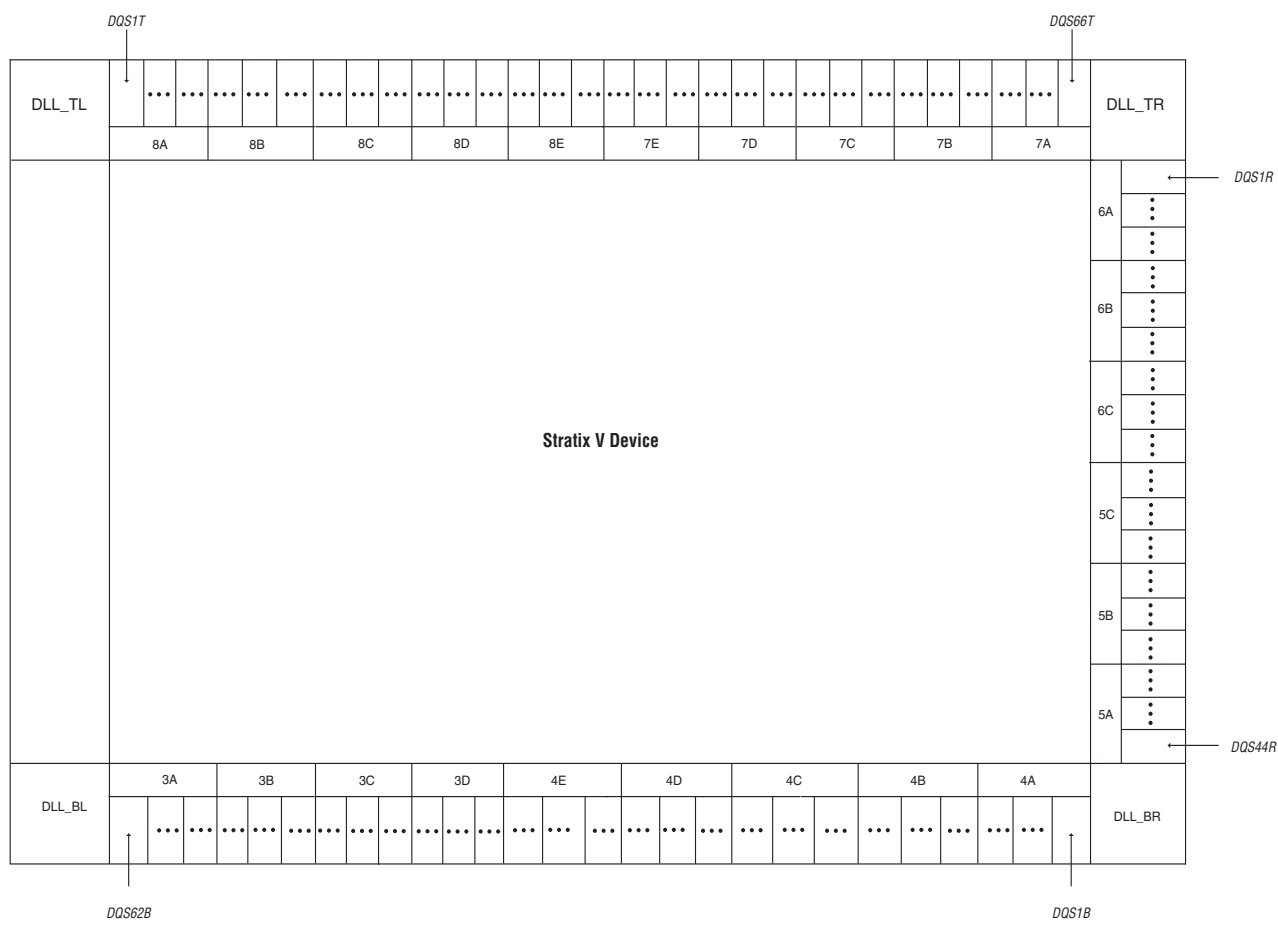 DQS1T
DQS66T
DLL_TL
DLL_TR
8A 8B 8C 8D 8E 7E 7D 7C 7B 7A
DQS1R
6A
6B
6C
Stratix V Device
5C
5B
5A
DQS44R
3A 3B 3C 3D 4E 4D 4C 4B 4A
DLL_BL
DLL_BR
DQS62B
DQS1B